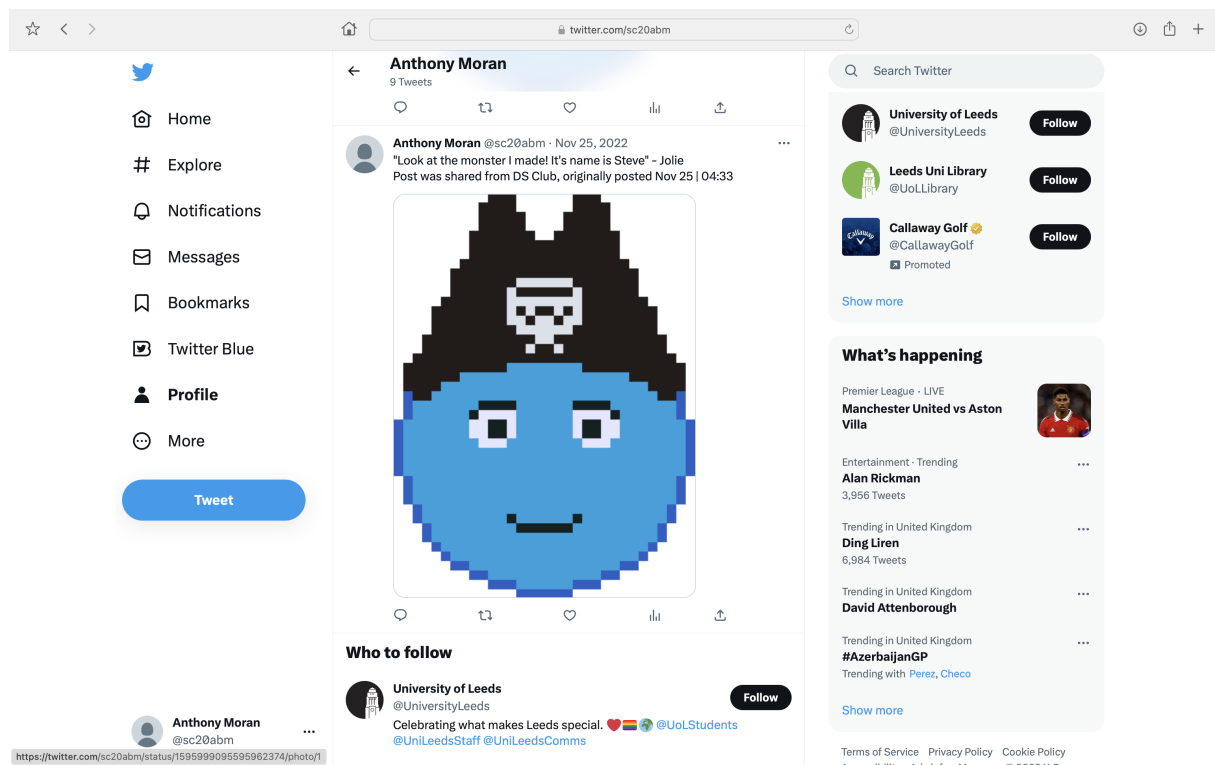 twitter.com/sc20abm
Home
Explore
Notifications
Messages
Bookmarks
Twitter Blue
Profile
More
Tweet
Anthony Moran
@sc20abm
https://twitter.com/sc20abm/status/1595999095595962374/photo/1
Anthony Moran
9 Tweets
Anthony Moran @sc20abm · Nov 25, 2022
"Look at the monster I made! It's name is Steve" - Jolie
Post was shared from DS Club, originally posted Nov 25 | 04:33
Who to follow
University of Leeds
@UniversityLeeds
Follow
Celebrating what makes Leeds special. ❤️🏳️‍🌈🌍 @UoLStudents
@UniLeedsStaff @UniLeedsComms
Search Twitter
University of Leeds
@UniversityLeeds
Follow
Leeds Uni Library
@UoLLibrary
Follow
Callaway
Callaway Golf
@CallawayGolf
Promoted
Follow
Show more
What's happening
Premier League · LIVE
Manchester United vs Aston
Villa
Entertainment · Trending
Alan Rickman
3,956 Tweets
Trending in United Kingdom
Ding Liren
6,984 Tweets
Trending in United Kingdom
David Attenborough
Trending in United Kingdom
#AzerbaijanGP
Trending with Perez, Checo
Show more
Terms of Service Privacy Policy Cookie Policy